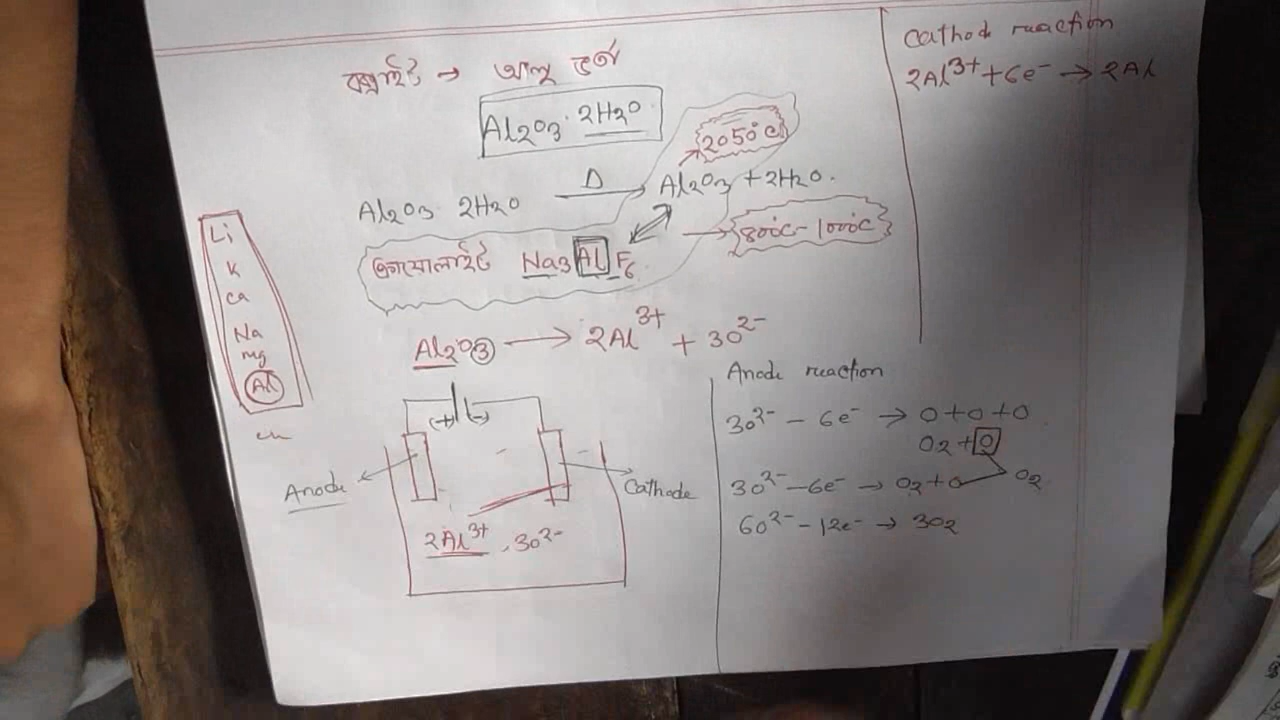 বক্সাইট → আলু ভর্তা
Al2O3. 2H2O
2050°C
Al2O3 2H2O —Δ→ Al2O3 + 2H2O.
ক্রায়োলাইট Na3AlF6
→ 800°C - 1000°C
Li
K
Ca
Na
mg
Al
Al2O3 → 2Al3+ + 3O2-
(+) (-)
Anode
Cathode
2Al3+, 3O2-
Cathode reaction
2Al3+ + 6e- → 2Al
Anode reaction
3O2- - 6e- → O+O+O
O2 + O
3O2- - 6e- → O2 + O O2
6O2- - 12e- → 3O2